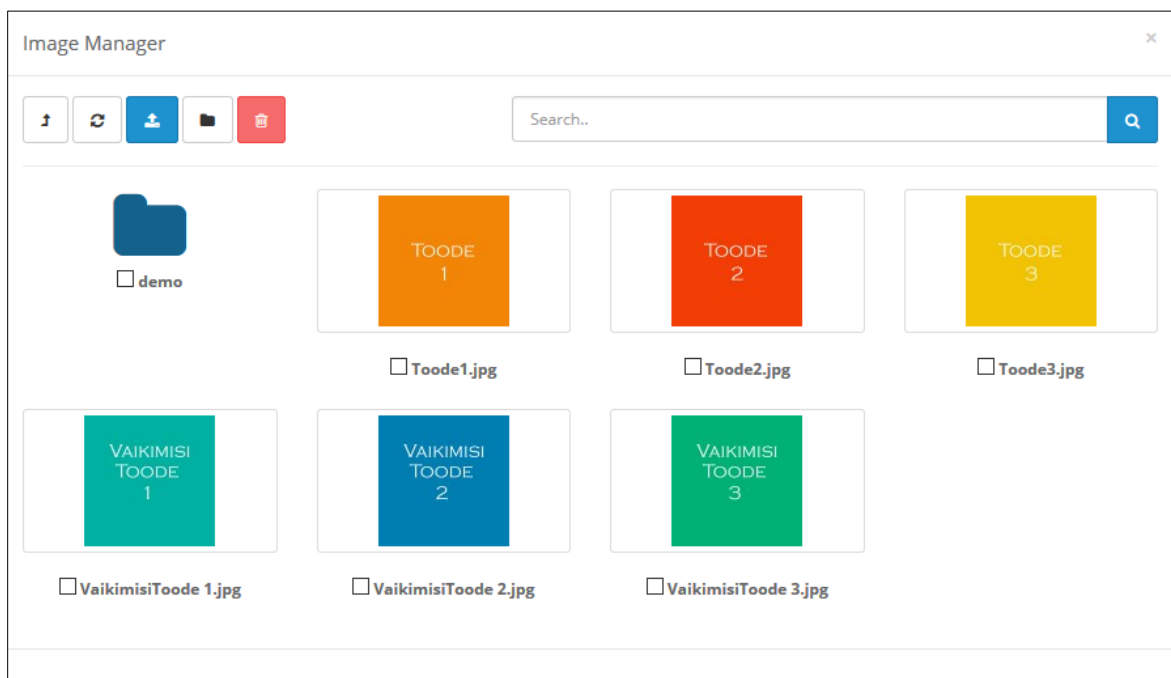 Image Manager
×
Search..
TOODE
1
TOODE
2
TOODE
3
demo
Toode1.jpg
Toode2.jpg
Toode3.jpg
VAIKIMISI
TOODE
1
VAIKIMISI
TOODE
2
VAIKIMISI
TOODE
3
VaikimisiToode 1.jpg
VaikimisiToode 2.jpg
VaikimisiToode 3.jpg